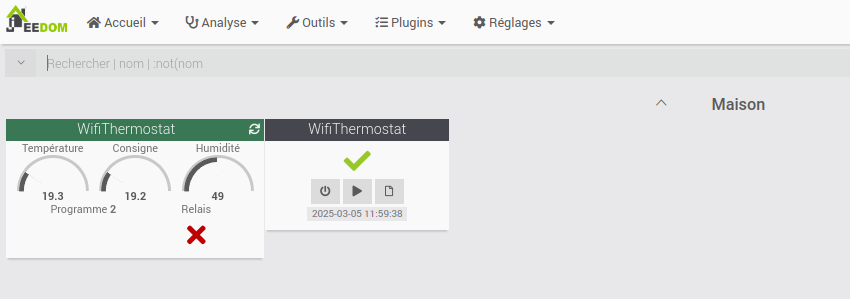 JEEDOM
Accueil Analyse Outils Plugins Réglages
Rechercher | nom | :not(nom
Maison
WifiThermostat
Température Consigne Humidité
19.3 19.2 49
Programme 2 Relais
WifiThermostat
2025-03-05 11:59:38